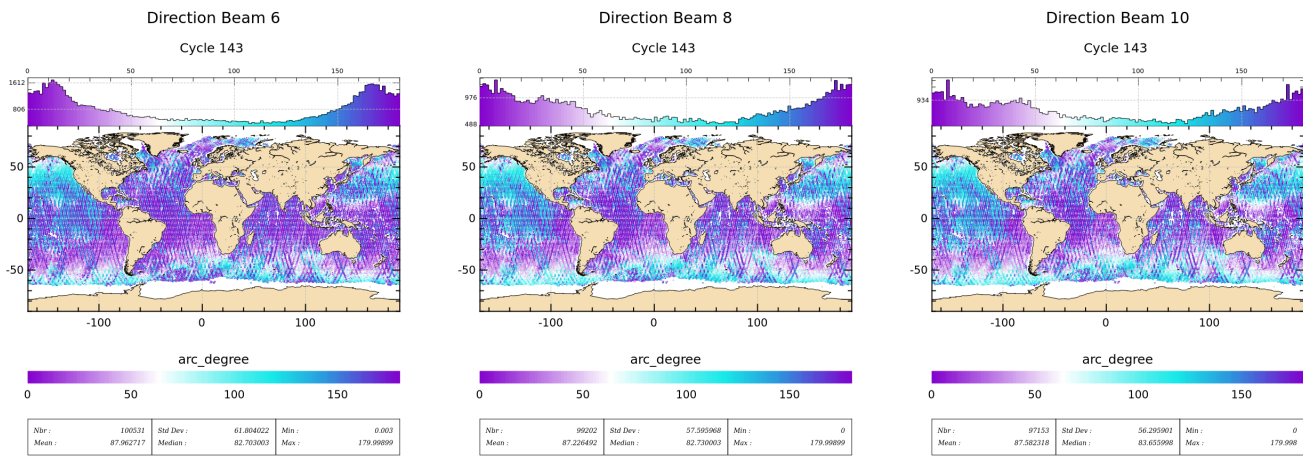 Direction Beam 6
Cycle 143
0 50 100 150
1612
806
50
0
-50
-100 0 100
arc_degree
0 50 100 150
Nbr : 100531 Std Dev : 61.804022 Min : 0.003
Mean : 87.962717 Median : 82.703003 Max : 179.99899
Direction Beam 8
Cycle 143
0 50 100 150
976
488
50
0
-50
-100 0 100
arc_degree
0 50 100 150
Nbr : 99202 Std Dev : 57.595968 Min : 0
Mean : 87.226492 Median : 82.730003 Max : 179.99899
Direction Beam 10
Cycle 143
0 50 100 150
934
50
0
-50
-100 0 100
arc_degree
0 50 100 150
Nbr : 97153 Std Dev : 56.295901 Min : 0
Mean : 87.582318 Median : 83.655998 Max : 179.998